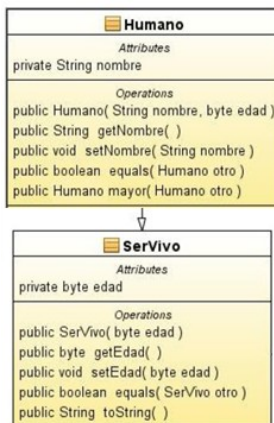 Humano
Attributes
private String nombre
Operations
public Humano( String nombre, byte edad )
public String getNombre( )
public void setNombre( String nombre )
public boolean equals( Humano otro )
public Humano mayor( Humano otro )
SerVivo
Attributes
private byte edad
Operations
public SerVivo( byte edad )
public byte getEdad( )
public void setEdad( byte edad )
public boolean equals( SerVivo otro )
public String toString( )